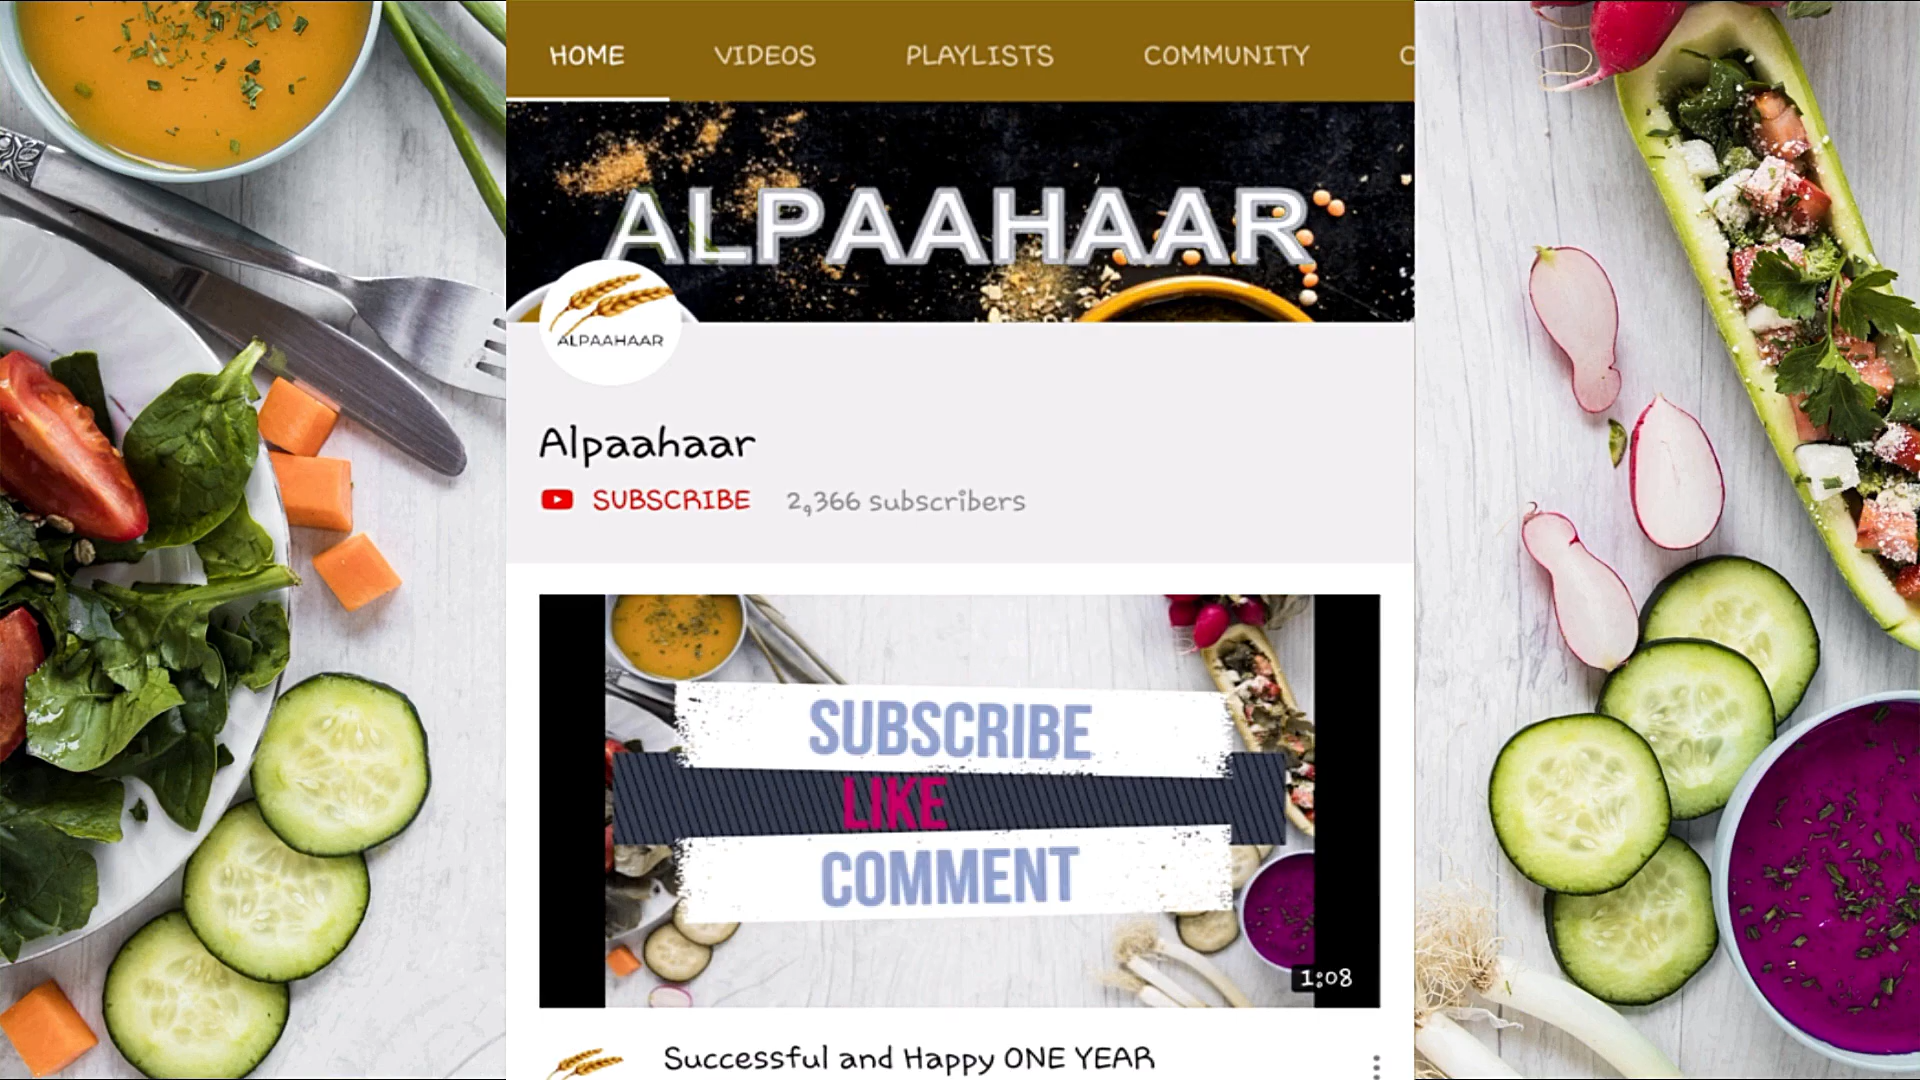 HOME VIDEOS PLAYLISTS COMMUNITY C
ALPAAHAAR
ALPAAHAAR
Alpaahaar
SUBSCRIBE 2,366 subscribers
SUBSCRIBE
LIKE
COMMENT
1:08
Successful and Happy ONE YEAR